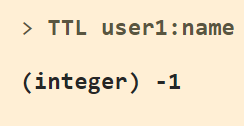 > TTL user1:name
(integer) -1